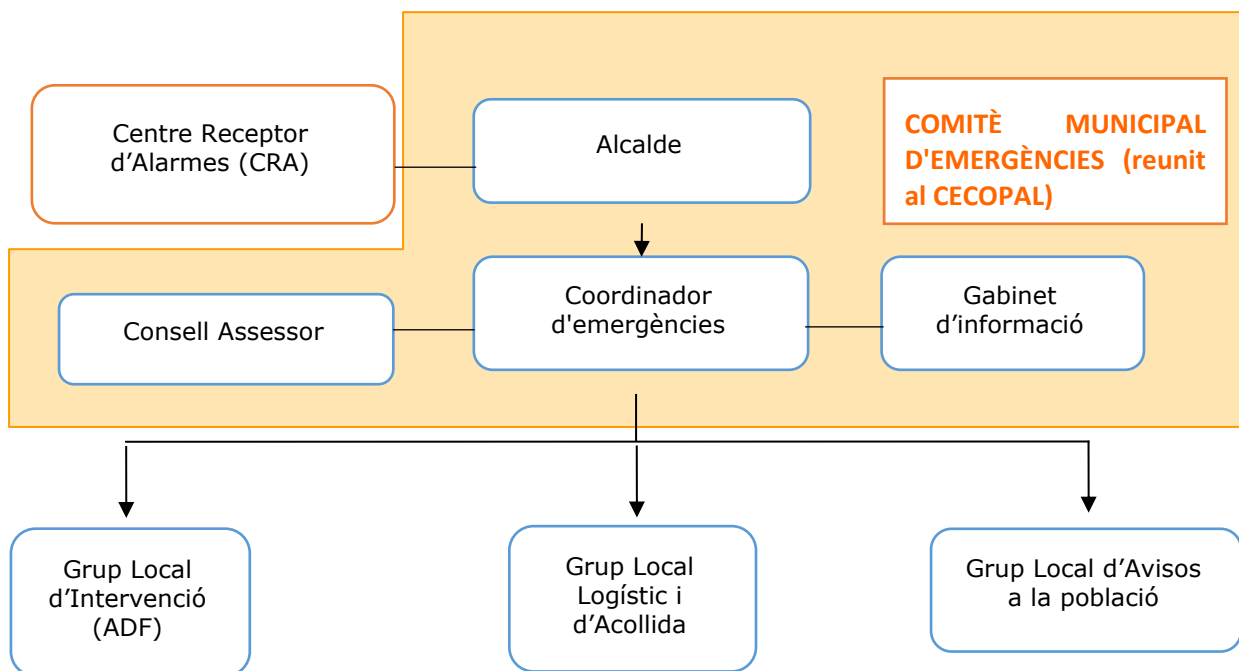 Centre Receptor
d’Alarmes (CRA)
Alcalde
COMITÈ MUNICIPAL
D'EMERGÈNCIES (reunit
al CECOPAL)
Consell Assessor
Coordinador
d'emergències
Gabinet
d’informació
Grup Local
d’Intervenció
(ADF)
Grup Local
Logístic i
d’Acollida
Grup Local d’Avisos
a la població